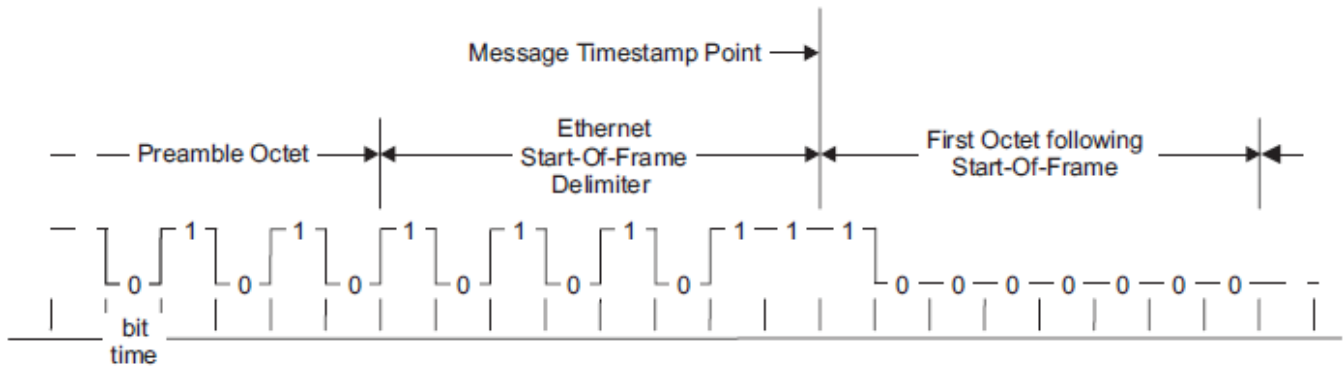 Message Timestamp Point
Preamble Octet
Ethernet
Start-Of-Frame
Delimiter
First Octet following
Start-Of-Frame
1 1 1 1 1 1 1 1
0 0 0 0 0 0 0 0 0 0 0 0 0
bit
time